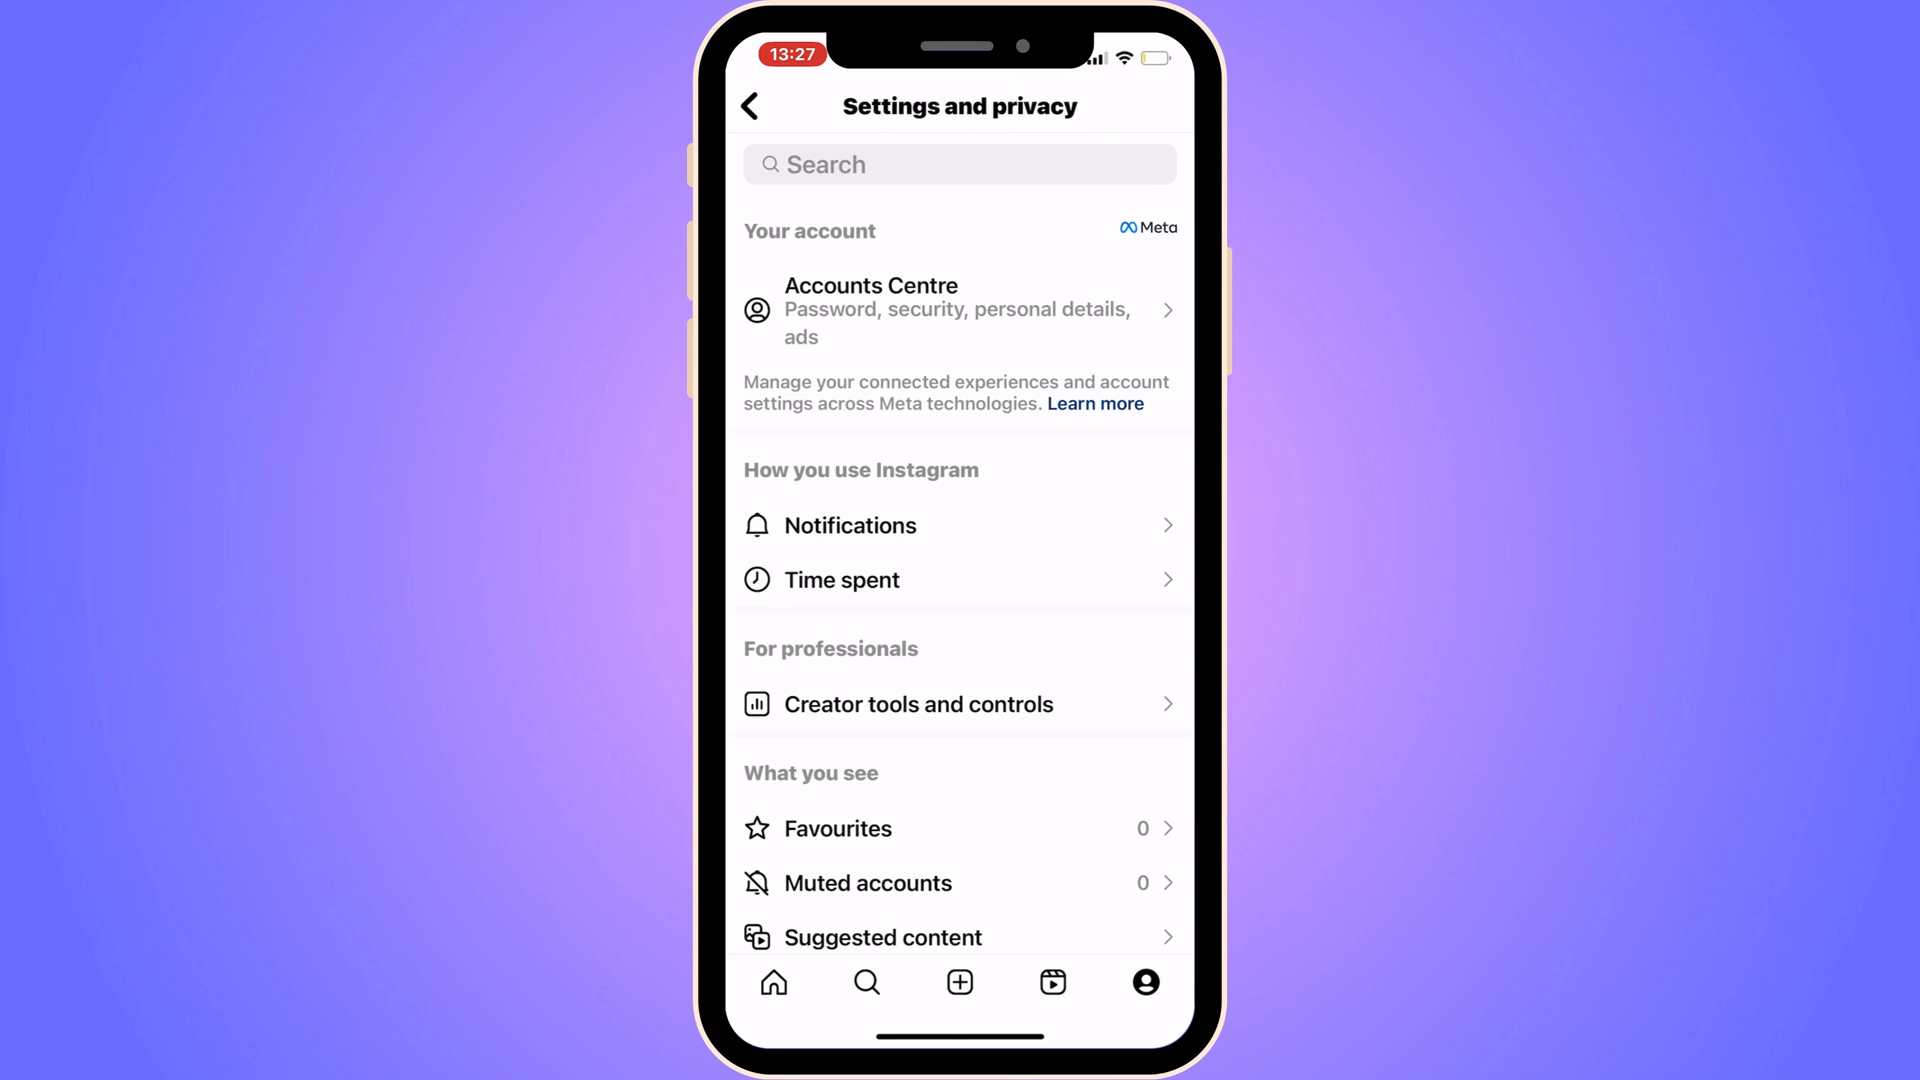 13:27
Settings and privacy
Search
Your account
Meta
Accounts Centre
Password, security, personal details,
ads
Manage your connected experiences and account
settings across Meta technologies. Learn more
How you use Instagram
Notifications
Time spent
For professionals
Creator tools and controls
What you see
Favourites 0
Muted accounts 0
Suggested content